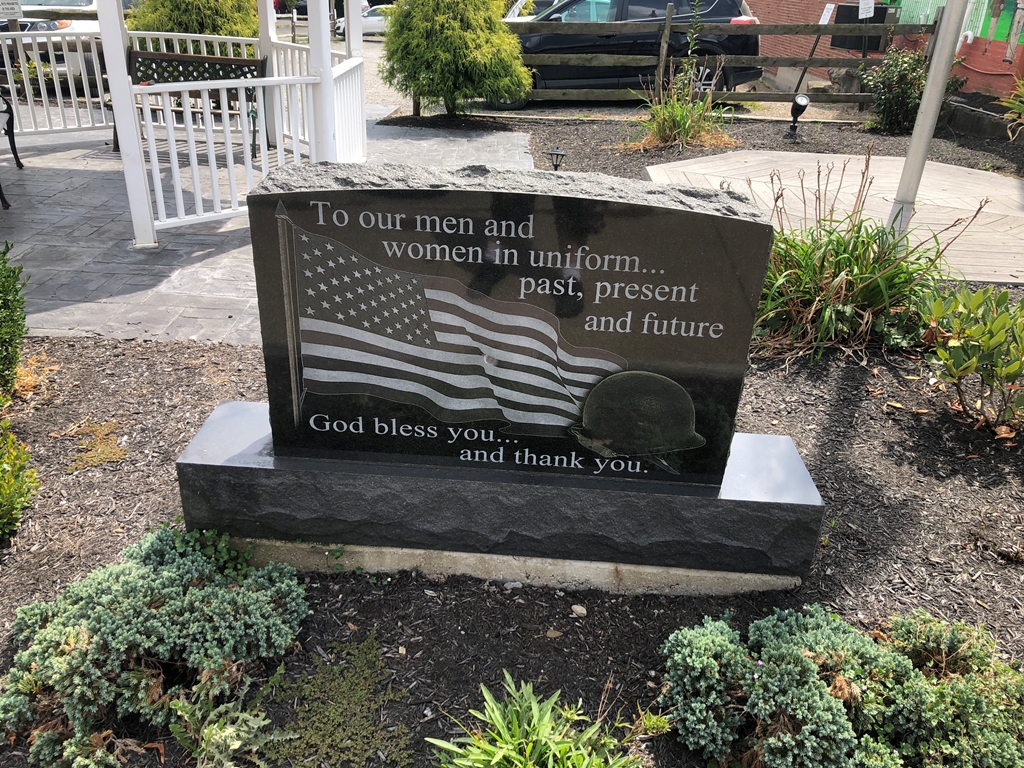 To our men and
women in uniform...
past, present
and future
God bless you...
and thank you.